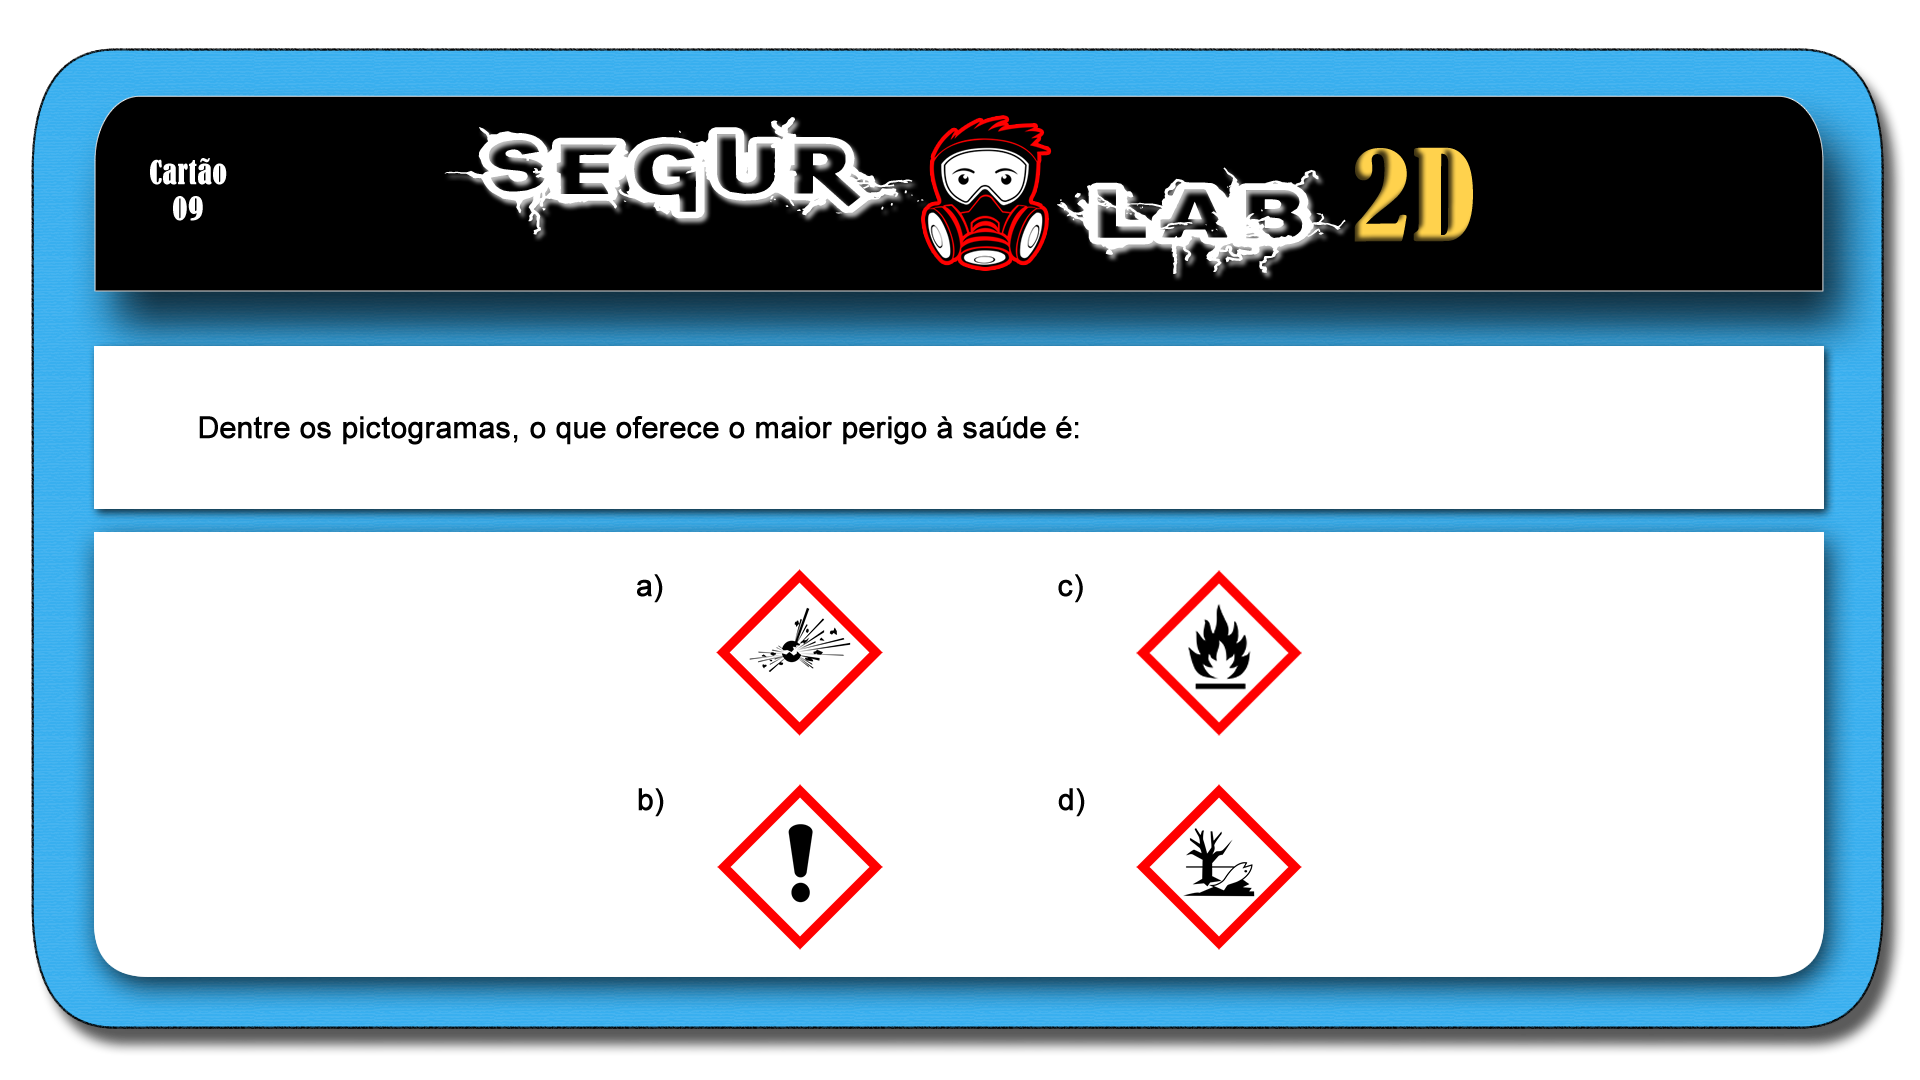 Cartão
09
SEGUR LAB 2D
Dentre os pictogramas, o que oferece o maior perigo à saúde é:
a)
c)
b)
d)